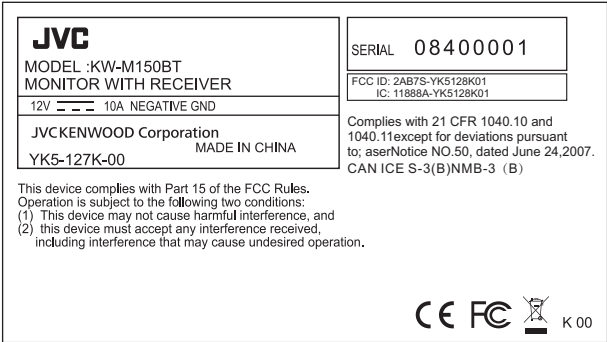 JVC
MODEL :KW-M150BT
MONITOR WITH RECEIVER
12V 10A NEGATIVE GND
JVCKENWOOD Corporation
MADE IN CHINA
YK5-127K-00
SERIAL 08400001
FCC ID: 2AB7S-YK5128K01
IC: 11888A-YK5128K01
Complies with 21 CFR 1040.10 and
1040.11except for deviations pursuant
to; aserNotice NO.50, dated June 24,2007.
CAN ICE S-3(B)NMB-3 (B)
This device complies with Part 15 of the FCC Rules.
Operation is subject to the following two conditions:
(1) This device may not cause harmful interference, and
(2) this device must accept any interference received,
including interference that may cause undesired operation.
CE FC K 00